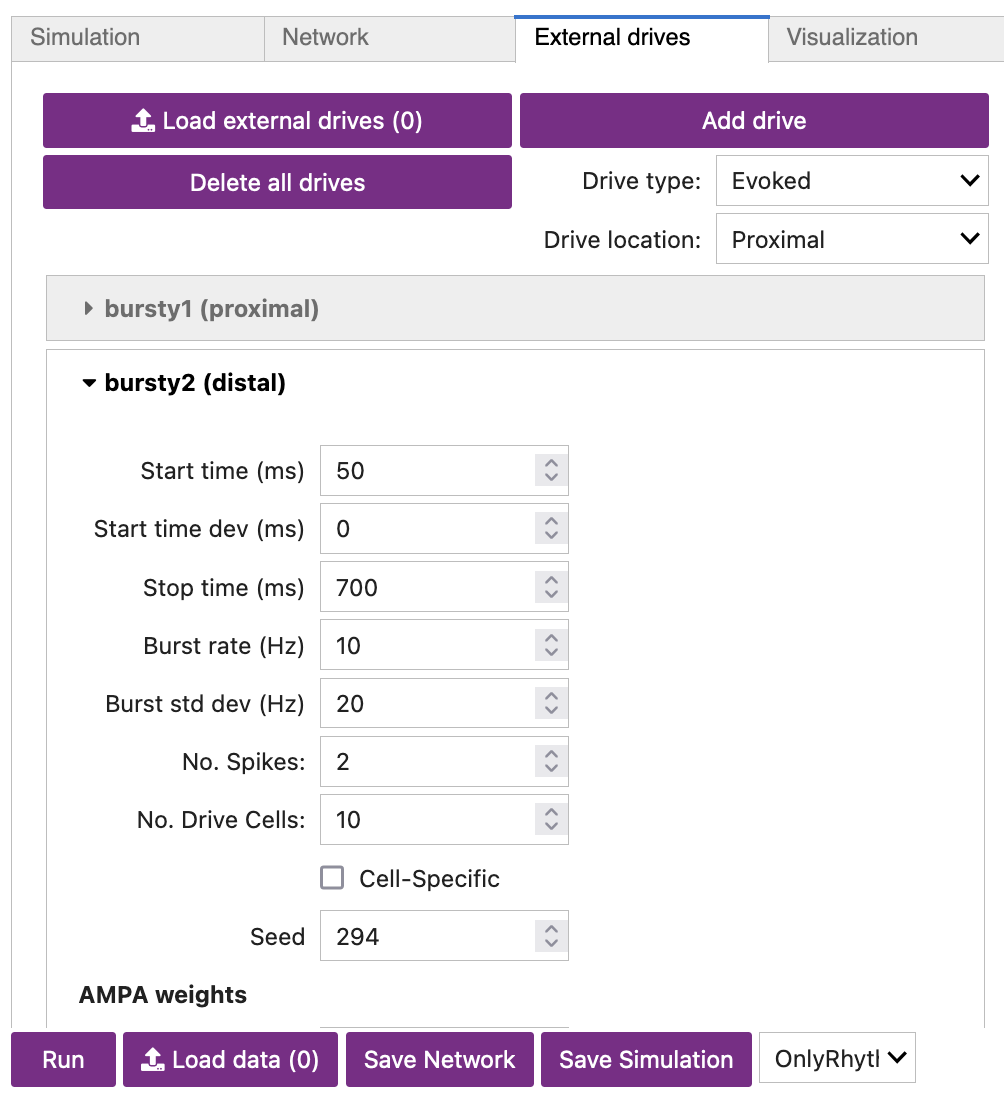 Simulation
Network
External drives
Visualization
Load external drives (0)
Add drive
Delete all drives
Drive type:
Evoked
Drive location:
Proximal
bursty1 (proximal)
bursty2 (distal)
Start time (ms)
50
Start time dev (ms)
0
Stop time (ms)
700
Burst rate (Hz)
10
Burst std dev (Hz)
20
No. Spikes:
2
No. Drive Cells:
10
Cell-Specific
Seed
294
AMPA weights
Run
Load data (0)
Save Network
Save Simulation
OnlyRhytl